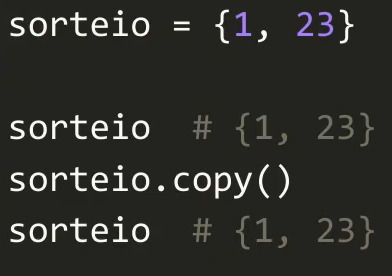 sorteio = {1, 23}
sorteio  # {1, 23}
sorteio.copy()
sorteio  # {1, 23}